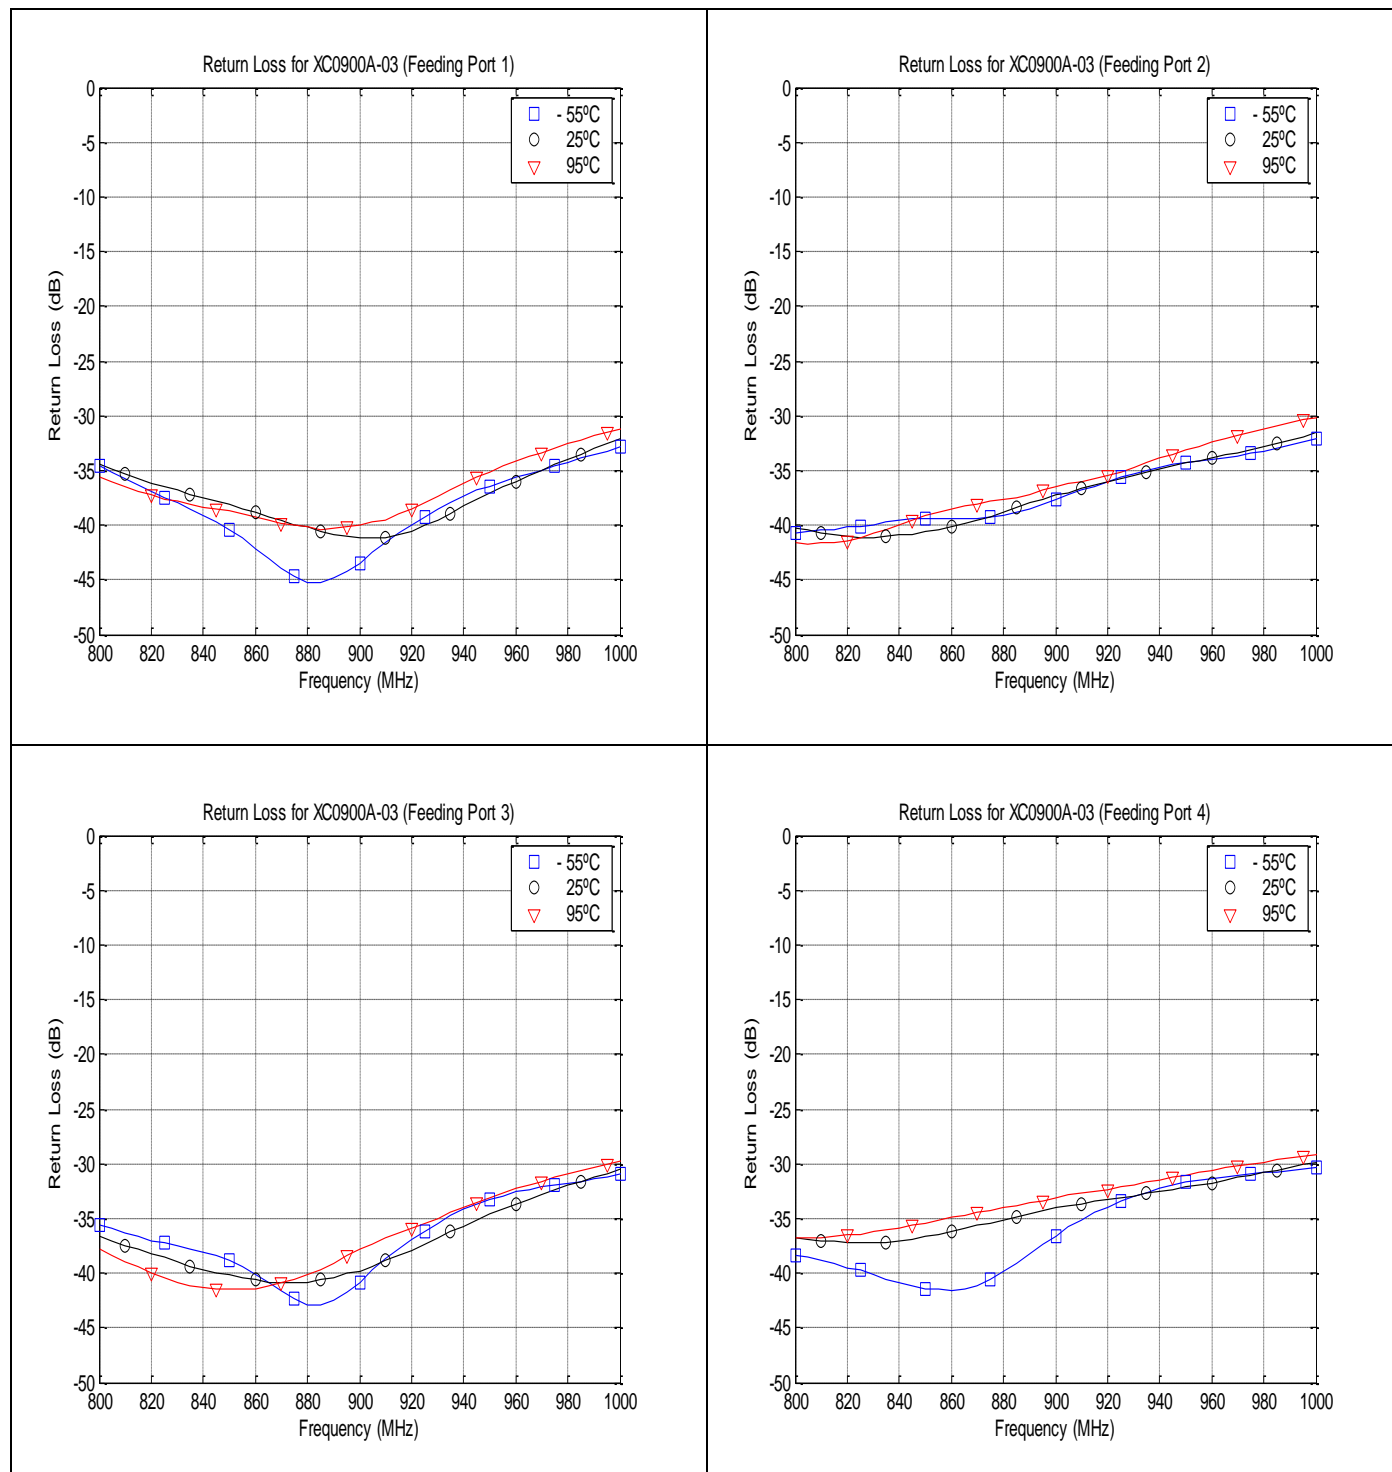 Return Loss for XC0900A-03 (Feeding Port 1)
0
-5
-10
-15
-20
-25
-30
-35
-40
-45
-50
Return Loss (dB)
- 55ºC
25ºC
95ºC
800 820 840 860 880 900 920 940 960 980 1000
Frequency (MHz)
Return Loss for XC0900A-03 (Feeding Port 2)
0
-5
-10
-15
-20
-25
-30
-35
-40
-45
-50
Return Loss (dB)
- 55ºC
25ºC
95ºC
800 820 840 860 880 900 920 940 960 980 1000
Frequency (MHz)
Return Loss for XC0900A-03 (Feeding Port 3)
0
-5
-10
-15
-20
-25
-30
-35
-40
-45
-50
Return Loss (dB)
- 55ºC
25ºC
95ºC
800 820 840 860 880 900 920 940 960 980 1000
Frequency (MHz)
Return Loss for XC0900A-03 (Feeding Port 4)
0
-5
-10
-15
-20
-25
-30
-35
-40
-45
-50
Return Loss (dB)
- 55ºC
25ºC
95ºC
800 820 840 860 880 900 920 940 960 980 1000
Frequency (MHz)